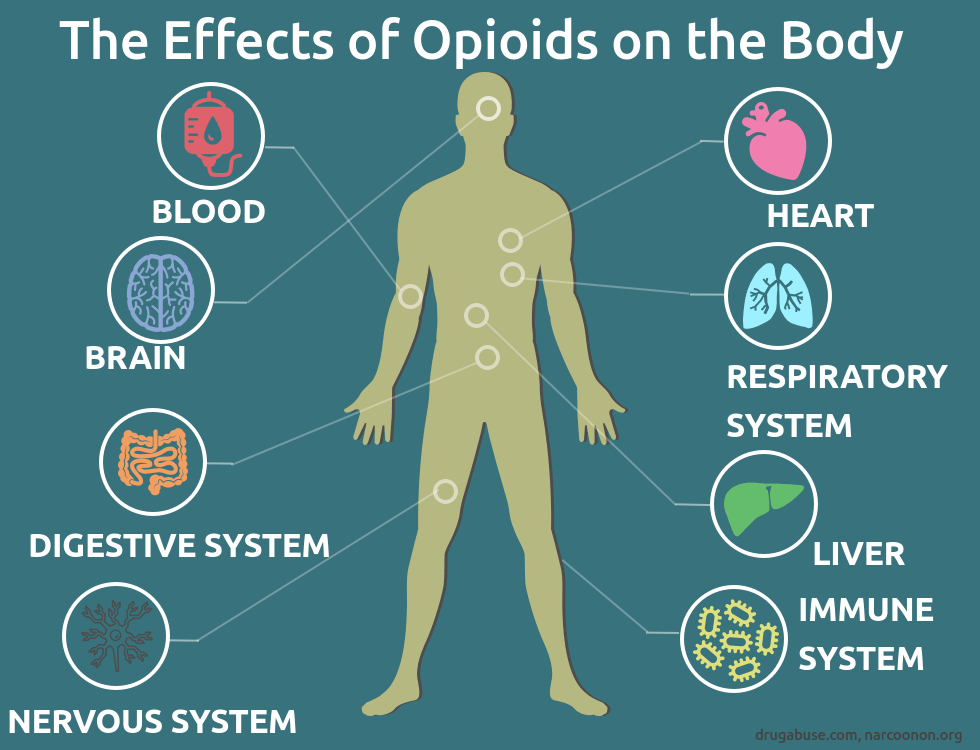 The Effects of Opioids on the Body
BLOOD
HEART
BRAIN
RESPIRATORY
SYSTEM
DIGESTIVE SYSTEM
LIVER
IMMUNE
SYSTEM
NERVOUS SYSTEM
drugabuse.com, narcoonon.org